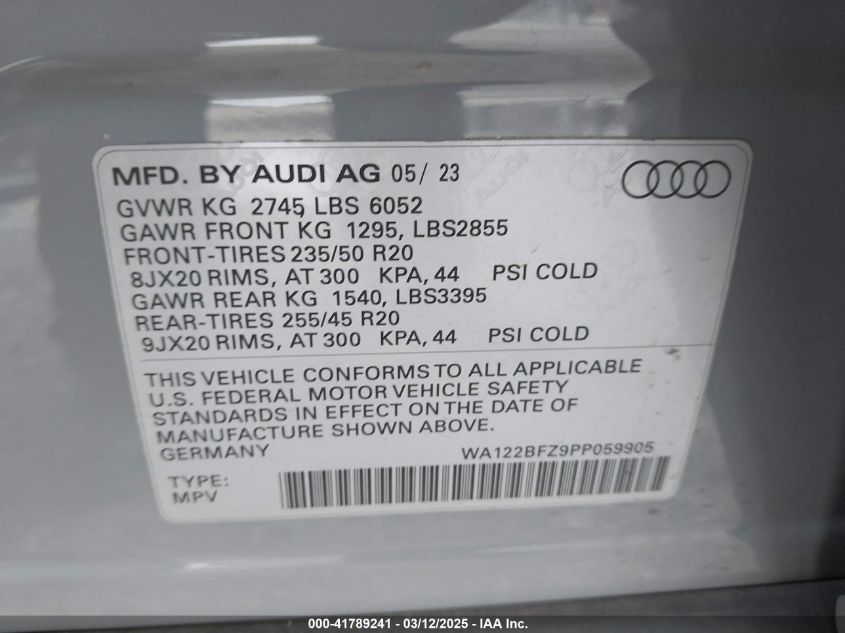 MFD. BY AUDI AG 05/ 23
GVWR KG 2745, LBS 6052
GAWR FRONT KG 1295, LBS2855
FRONT-TIRES 235/50 R20
8JX20 RIMS, AT 300 KPA, 44 PSI COLD
GAWR REAR KG 1540, LBS3395
REAR-TIRES 255/45 R20
9JX20 RIMS, AT 300 KPA, 44 PSI COLD
THIS VEHICLE CONFORMS TO ALL APPLICABLE
U.S. FEDERAL MOTOR VEHICLE SAFETY
STANDARDS IN EFFECT ON THE DATE OF
MANUFACTURE SHOWN ABOVE.
GERMANY WA122BFZ9PP059905
TYPE:
MPV
000-41789241 - 03/12/2025 - IAA Inc.